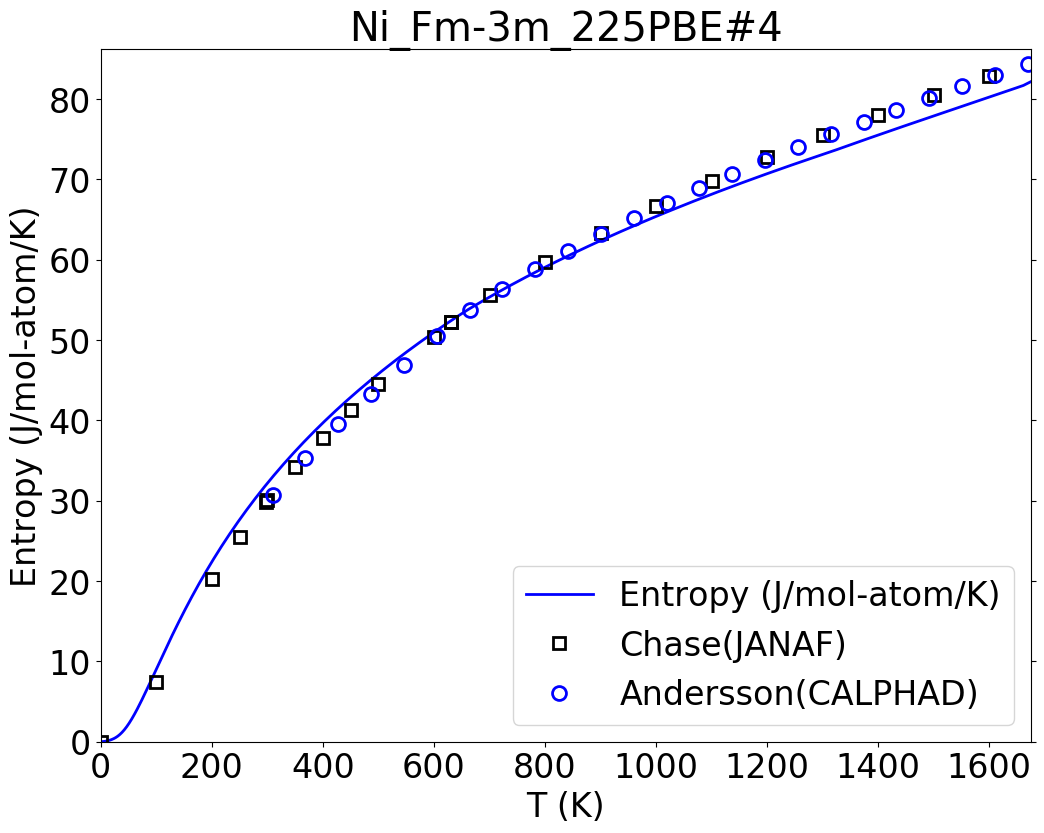 Ni_Fm-3m_225PBE#4
Entropy (J/mol-atom/K)
80
70
60
50
40
30
20
10
0
Entropy (J/mol-atom/K)
Chase(JANAF)
Andersson(CALPHAD)
0 200 400 600 800 1000 1200 1400 1600
T (K)